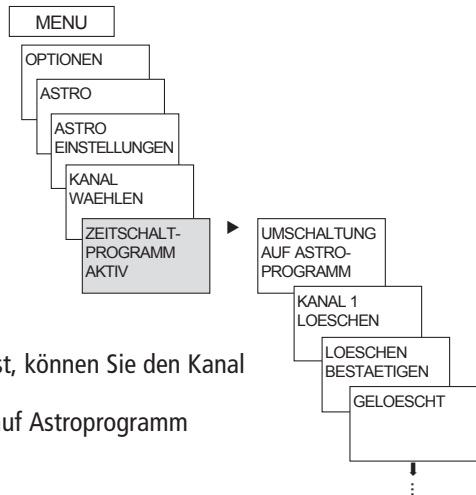 MENU
OPTIONEN
ASTRO
ASTRO
EINSTELLUNGEN
KANAL
WAEHLEN
ZEITSCHALT-
PROGRAMM
AKTIV
UMSCHALTUNG
AUF ASTRO-
PROGRAMM
KANAL 1
LOESCHEN
LOESCHEN
BESTAETIGEN
GELOESCHT
st, können Sie den Kanal
uf Astroprogramm